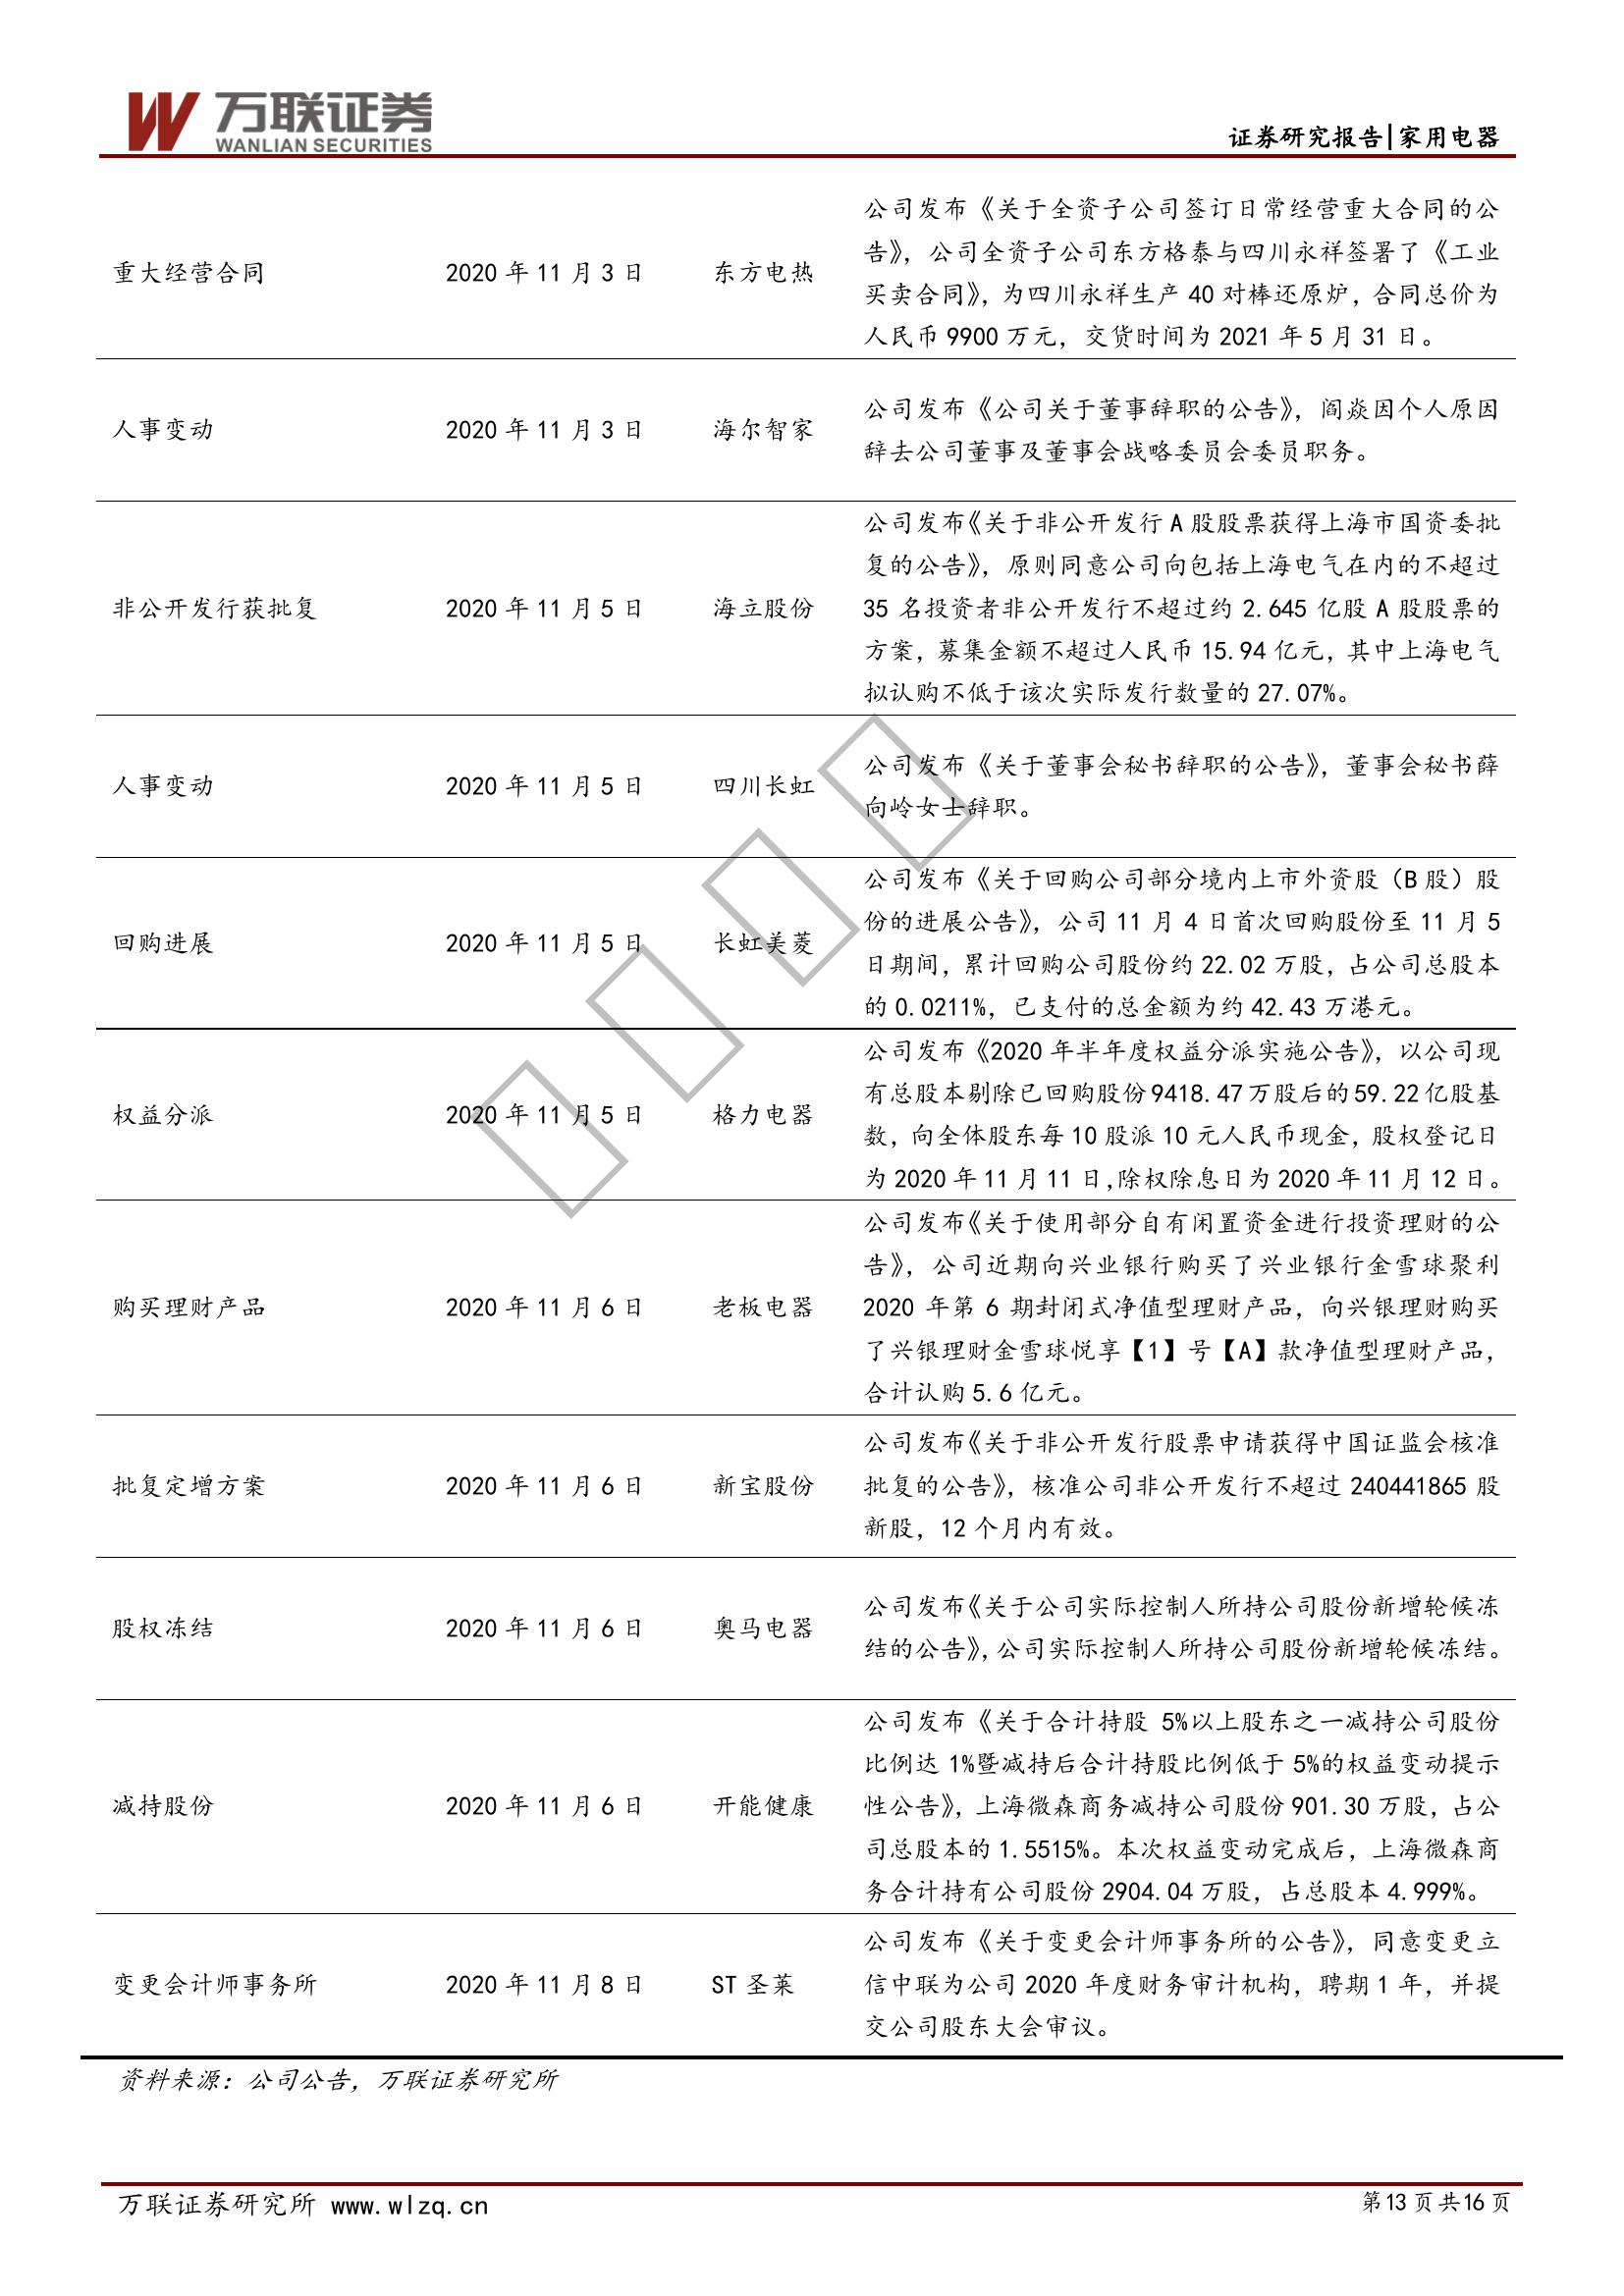 万联证券
WANLIAN SECURITIES
证券研究报告|家用电器
重大经营合同
2020 年 11 月 3 日
东方电热
公司发布《关于全资子公司签订日常经营重大合同的公
告》，公司全资子公司东方格泰与四川永祥签署了《工业
买卖合同》，为四川永祥生产 40 对棒还原炉，合同总价为
人民币 9900 万元，交货时间为 2021 年 5 月 31 日。
人事变动
2020 年 11 月 3 日
海尔智家
公司发布《公司关于董事辞职的公告》，阎焱因个人原因
辞去公司董事及董事会战略委员会委员职务。
非公开发行获批复
2020 年 11 月 5 日
海立股份
公司发布《关于非公开发行 A 股股票获得上海市国资委批
复的公告》，原则同意公司向包括上海电气在内的不超过
35 名投资者非公开发行不超过约 2.645 亿股 A 股股票的
方案，募集金额不超过人民币 15.94 亿元，其中上海电气
拟认购不低于该次实际发行数量的 27.07%。
人事变动
2020 年 11 月 5 日
四川长虹
公司发布《关于董事会秘书辞职的公告》，董事会秘书薛
向岭女士辞职。
回购进展
2020 年 11 月 5 日
长虹美菱
公司发布《关于回购公司部分境内上市外资股（B 股）股
份的进展公告》，公司 11 月 4 日首次回购股份至 11 月 5
日期间，累计回购公司股份约 22.02 万股，占公司总股本
的 0.0211%，已支付的总金额为约 42.43 万港元。
权益分派
2020 年 11 月 5 日
格力电器
公司发布《2020 年半年度权益分派实施公告》，以公司现
有总股本剔除已回购股份 9418.47 万股后的 59.22 亿股基
数，向全体股东每 10 股派 10 元人民币现金，股权登记日
为 2020 年 11 月 11 日,除权除息日为 2020 年 11 月 12 日。
购买理财产品
2020 年 11 月 6 日
老板电器
公司发布《关于使用部分自有闲置资金进行投资理财的公
告》，公司近期向兴业银行购买了兴业银行金雪球聚利
2020 年第 6 期封闭式净值型理财产品，向兴银理财购买
了兴银理财金雪球悦享【1】号【A】款净值型理财产品，
合计认购 5.6 亿元。
批复定增方案
2020 年 11 月 6 日
新宝股份
公司发布《关于非公开发行股票申请获得中国证监会核准
批复的公告》，核准公司非公开发行不超过 240441865 股
新股，12 个月内有效。
股权冻结
2020 年 11 月 6 日
奥马电器
公司发布《关于公司实际控制人所持公司股份新增轮候冻
结的公告》，公司实际控制人所持公司股份新增轮候冻结。
减持股份
2020 年 11 月 6 日
开能健康
公司发布《关于合计持股 5%以上股东之一减持公司股份
比例达 1%暨减持后合计持股比例低于 5%的权益变动提示
性公告》，上海微森商务减持公司股份 901.30 万股，占公
司总股本的 1.5515%。本次权益变动完成后，上海微森商
务合计持有公司股份 2904.04 万股，占总股本 4.999%。
变更会计师事务所
2020 年 11 月 8 日
ST 圣莱
公司发布《关于变更会计师事务所的公告》，同意变更立
信中联为公司 2020 年度财务审计机构，聘期 1 年，并提
交公司股东大会审议。
资料来源：公司公告，万联证券研究所
万联证券研究所 www.wlzq.cn
第 13 页 共 16 页